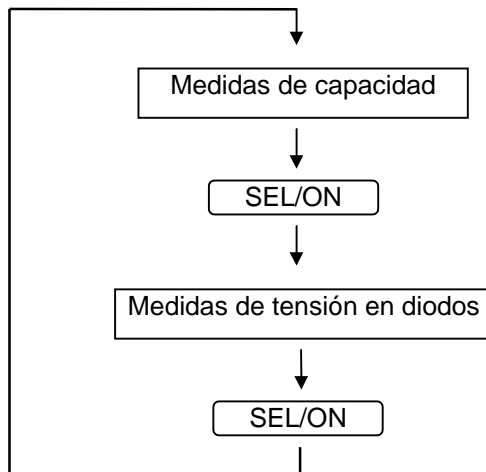 Medidas de capacidad
SEL/ON
Medidas de tensión en diodos
SEL/ON